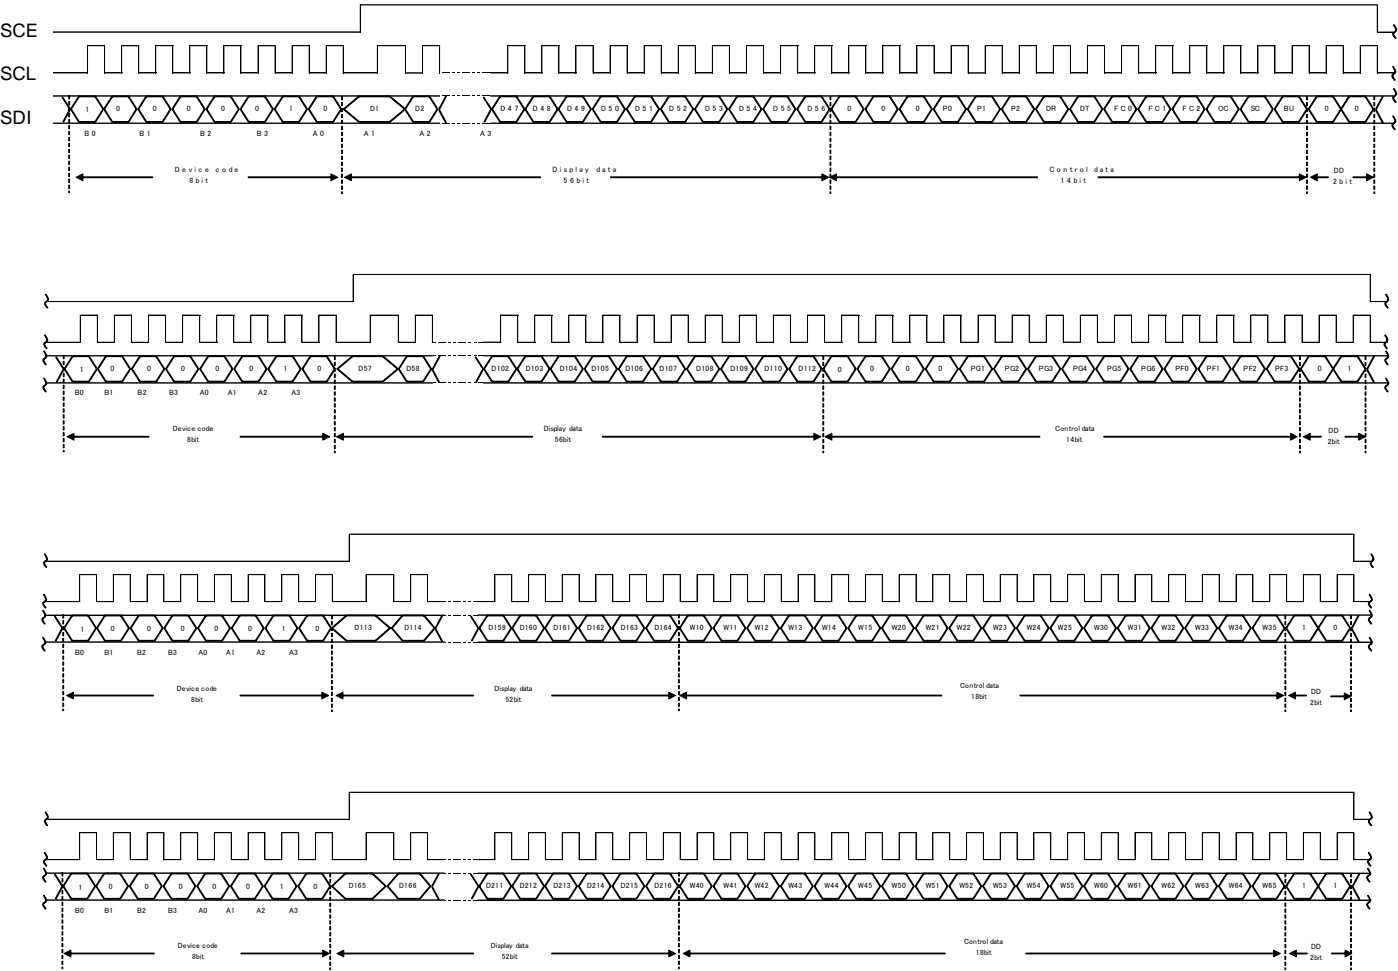 SCE
SCL
SDI
1 0 0 0 0 0 1 0 D1 D2 D47 D48 D49 D50 D51 D52 D53 D54 D55 D56 0 0 0 P0 P1 P2 DR DT FC0 FC1 FC2 OC SC BU 0 0
B0 B1 B2 B3 A0 A1 A2 A3
Device code Display data Control data DD
8bit 56bit 14bit 2bit
1 0 0 0 0 0 1 0 D57 D58 D102 D103 D104 D105 D106 D107 D108 D109 D110 D112 0 0 0 0 PG1 PG2 PG3 PG4 PG5 PG6 PF0 PF1 PF2 PF3 0 1
B0 B1 B2 B3 A0 A1 A2 A3
Device code Display data Control data DD
8bit 56bit 14bit 2bit
1 0 0 0 0 0 1 0 D113 D114 D159 D160 D161 D162 D163 D164 W10 W11 W12 W13 W14 W15 W20 W21 W22 W23 W24 W25 W30 W31 W32 W33 W34 W35 1 0
B0 B1 B2 B3 A0 A1 A2 A3
Device code Display data Control data DD
8bit 52bit 18bit 2bit
1 0 0 0 0 0 1 0 D165 D166 D211 D212 D213 D214 D215 D216 W40 W41 W42 W43 W44 W45 W50 W51 W52 W53 W54 W55 W60 W61 W62 W63 W64 W65 1 1
B0 B1 B2 B3 A0 A1 A2 A3
Device code Display data Control data DD
8bit 52bit 18bit 2bit